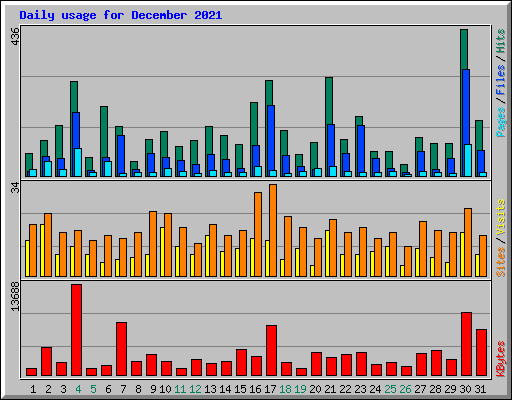 Daily usage for December 2021
436
Pages / Files / Hits
34
Sites / Visits
13688
KBytes
1 2 3 4 5 6 7 8 9 10 11 12 13 14 15 16 17 18 19 20 21 22 23 24 25 26 27 28 29 30 31